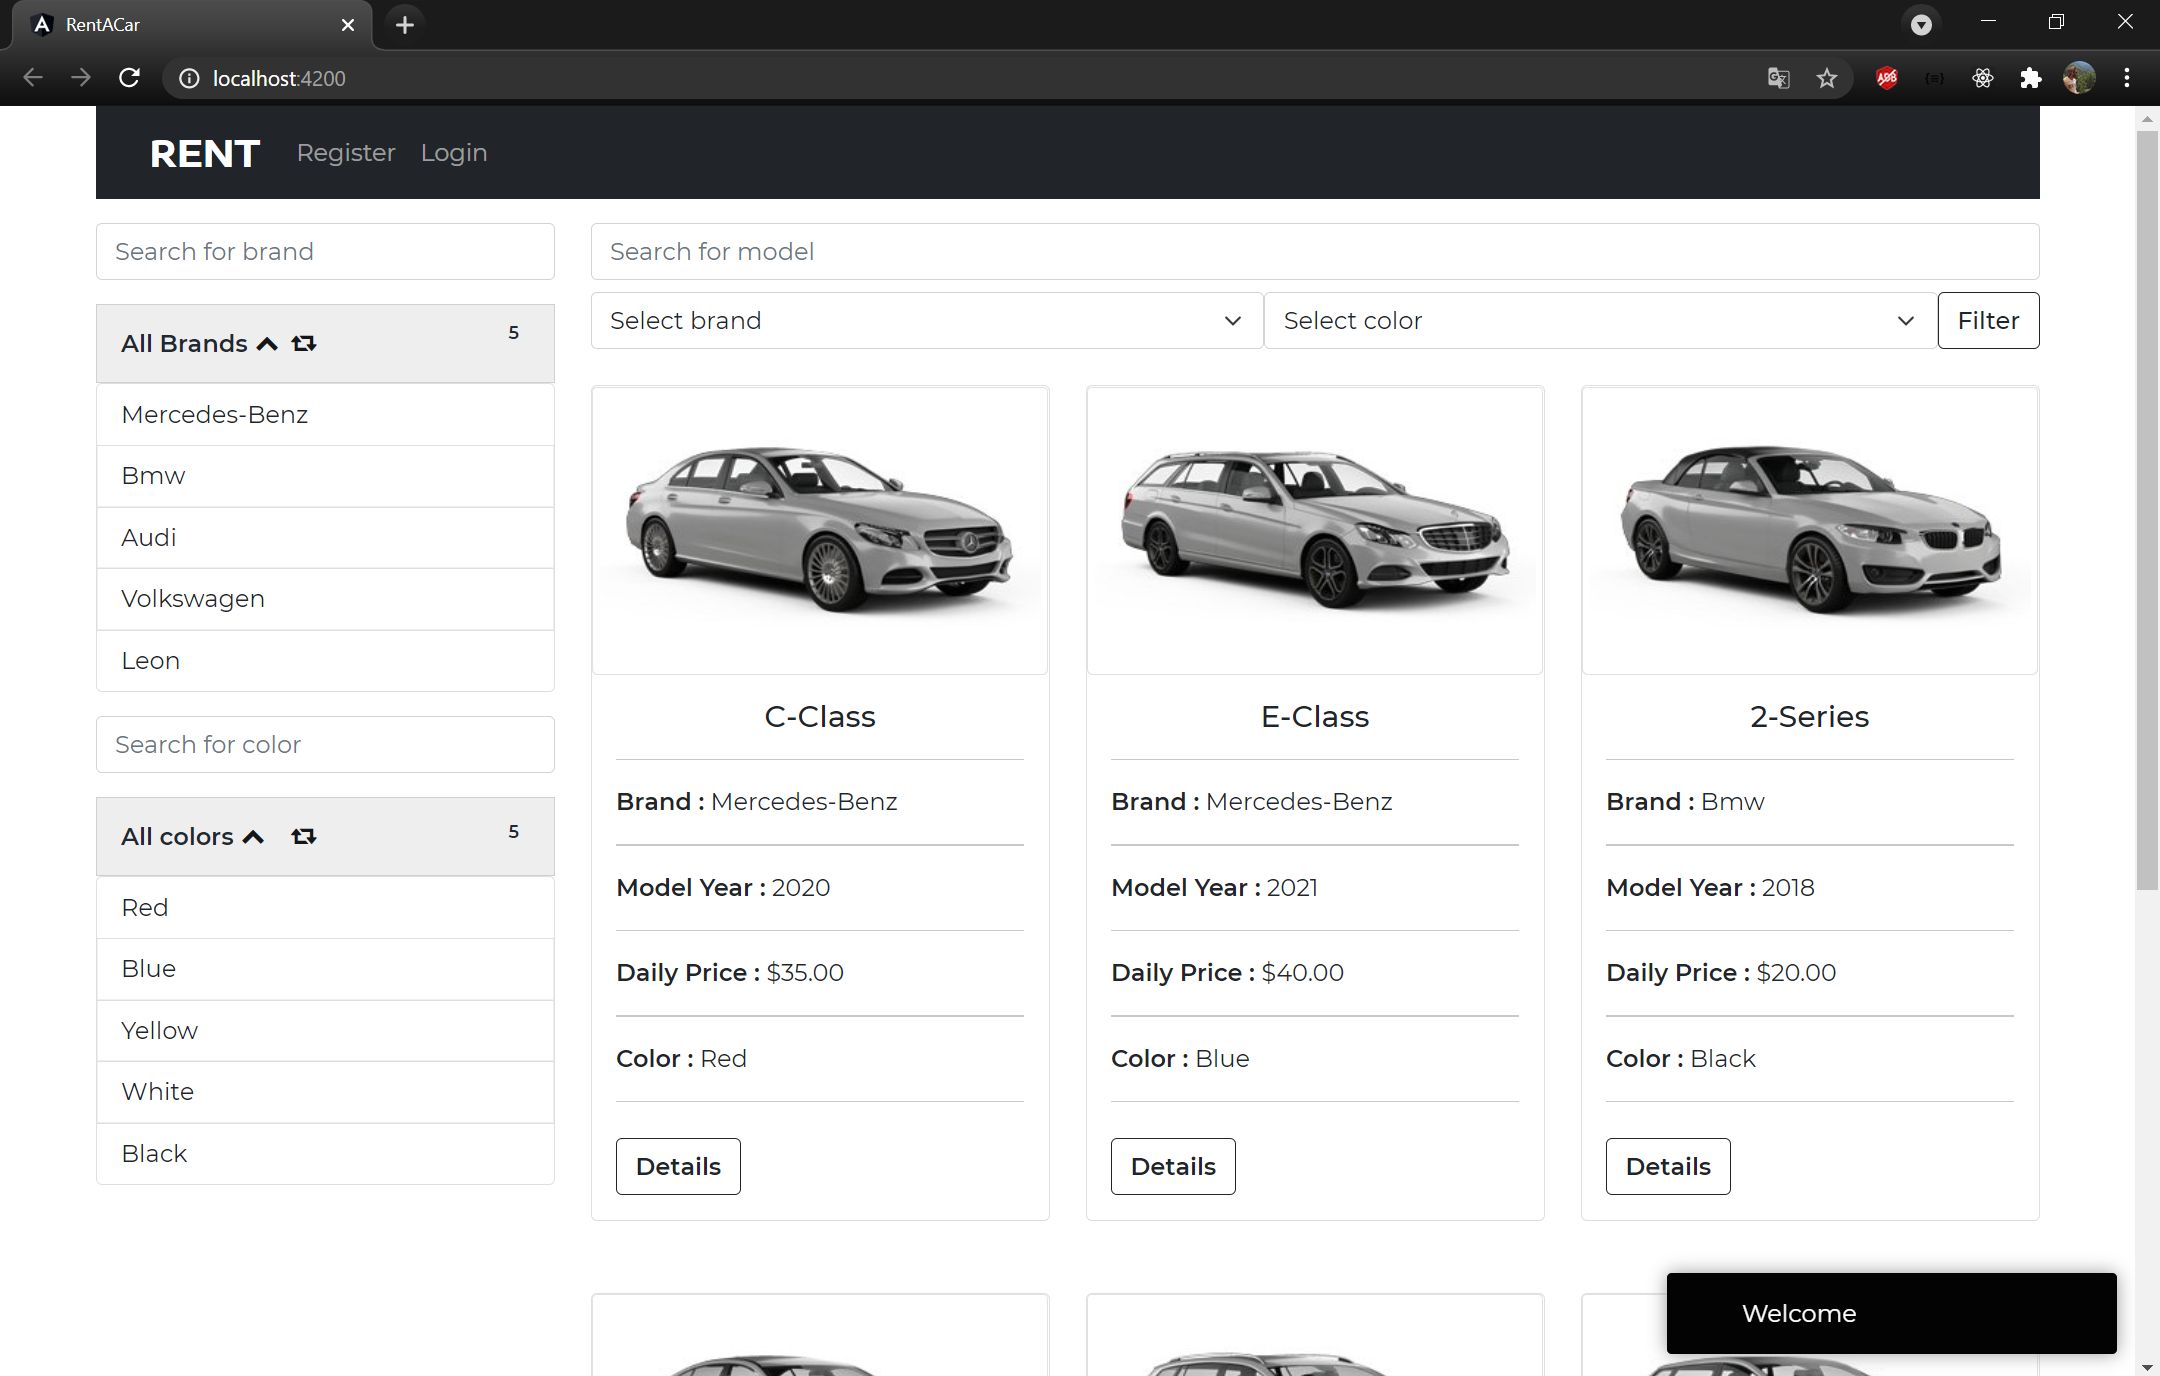 RentACar
localhost:4200
ABP
RENT Register Login
Search for brand
All Brands 5
Mercedes-Benz
Bmw
Audi
Volkswagen
Leon
Search for color
All colors 5
Red
Blue
Yellow
White
Black
Search for model
Select brand Select color Filter
C-Class
Brand : Mercedes-Benz
Model Year : 2020
Daily Price : $35.00
Color : Red
Details
E-Class
Brand : Mercedes-Benz
Model Year : 2021
Daily Price : $40.00
Color : Blue
Details
2-Series
Brand : Bmw
Model Year : 2018
Daily Price : $20.00
Color : Black
Details
Welcome